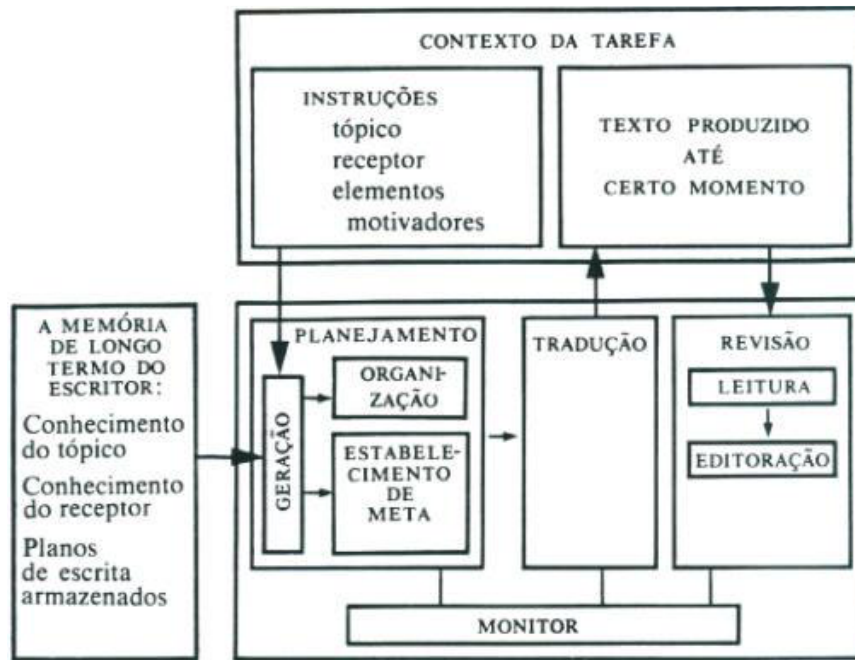 CONTEXTO DA TAREFA
INSTRUÇÕES
tópico
receptor
elementos
motivadores
TEXTO PRODUZIDO
ATÉ
CERTO MOMENTO
A MEMÓRIA
DE LONGO
TERMO DO
ESCRITOR:
Conhecimento
do tópico
Conhecimento
do receptor
Planos
de escrita
armazenados
PLANEJAMENTO
GERAÇÃO
ORGANI-
ZAÇÃO
ESTABELE-
CIMENTO
DE
META
TRADUÇÃO
REVISÃO
LEITURA
EDITORAÇÃO
MONITOR